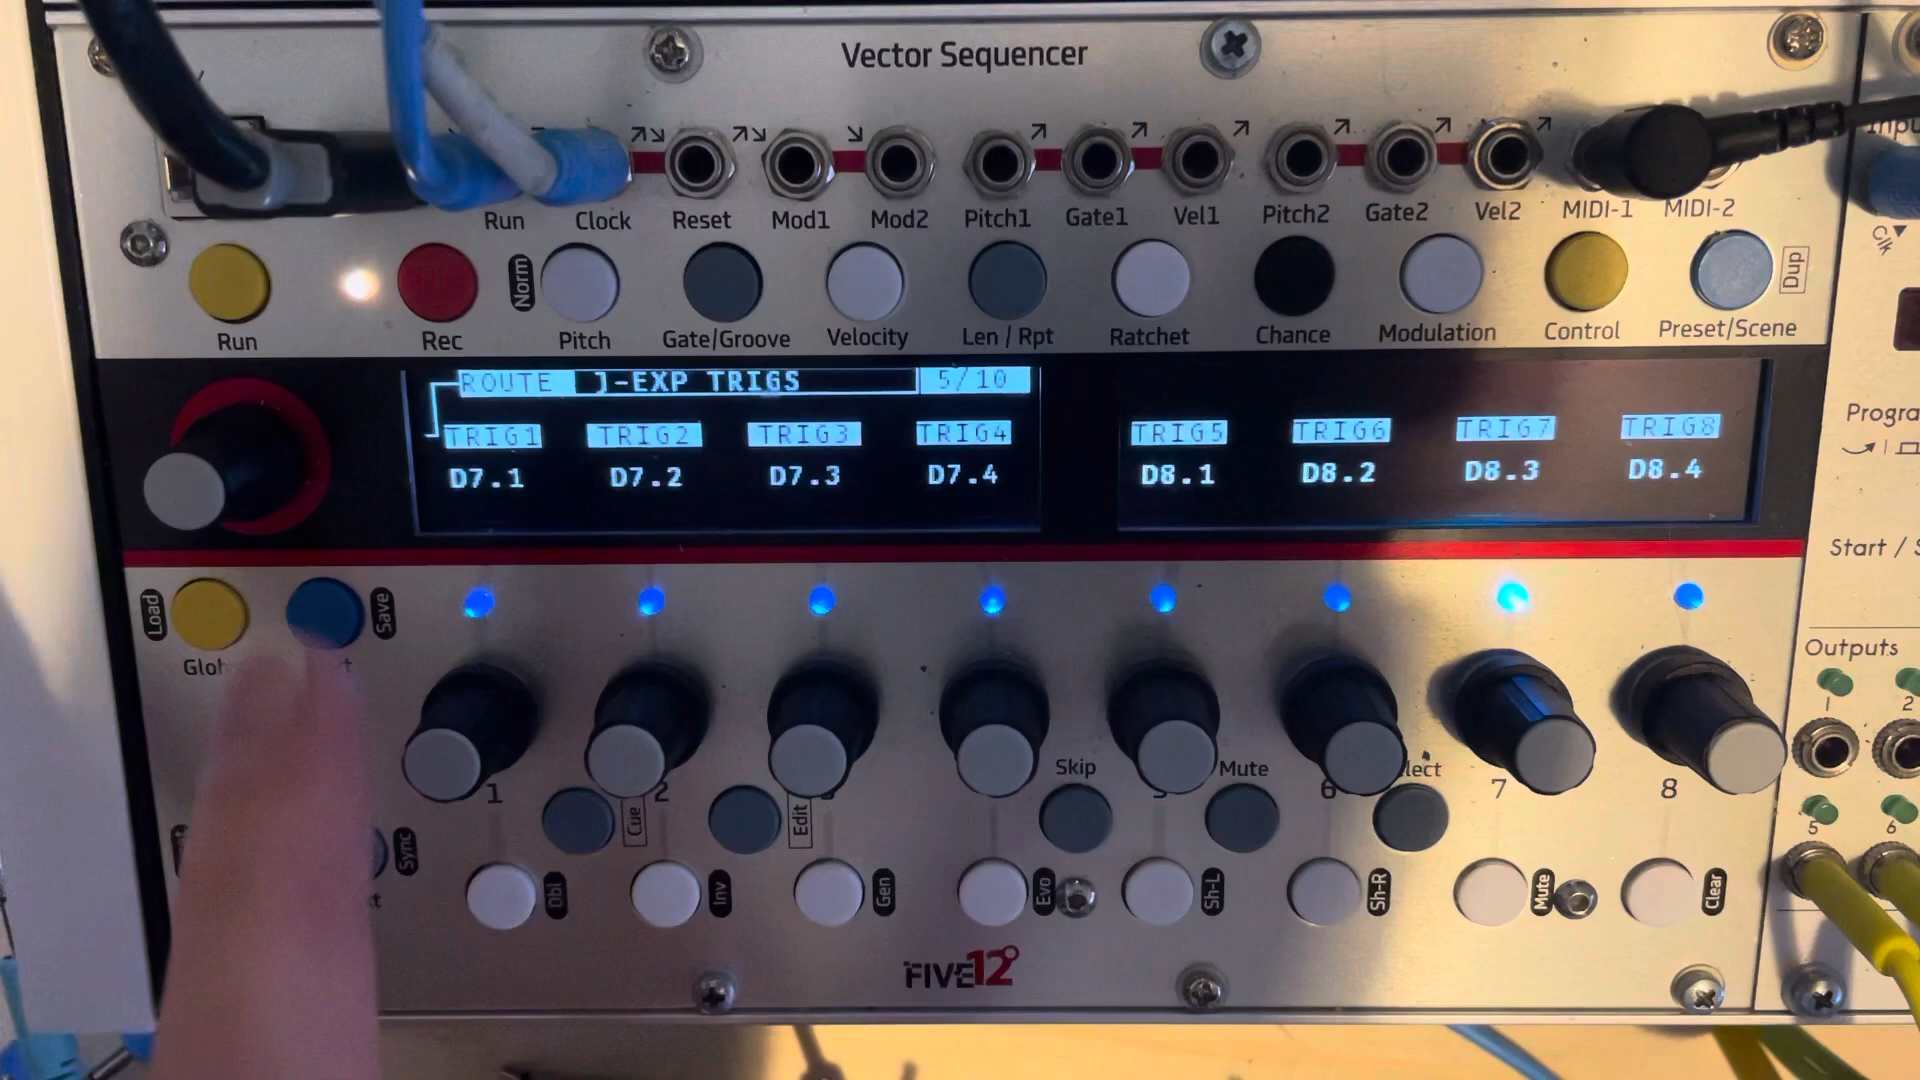 Vector Sequencer
Run Clock Reset Mod1 Mod2 Pitch1 Gate1 Vel1 Pitch2 Gate2 Vel2 MIDI-1 MIDI-2
Norm
Dup
Run Rec Pitch Gate/Groove Velocity Len / Rpt Ratchet Chance Modulation Control Preset/Scene
ROUTE J-EXP TRIGS 5/10
TRIG1 TRIG2 TRIG3 TRIG4 TRIG5 TRIG6 TRIG7 TRIG8
D7.1 D7.2 D7.3 D7.4 D8.1 D8.2 D8.3 D8.4
Start /
Load
Save
Outputs
1 2
Skip Mute
1 2 6 7 8
Cue
Edit
5 6
Sync
Dbl Inv Gen Evo Sh-L Sh-R Mute Clear
FIVE12